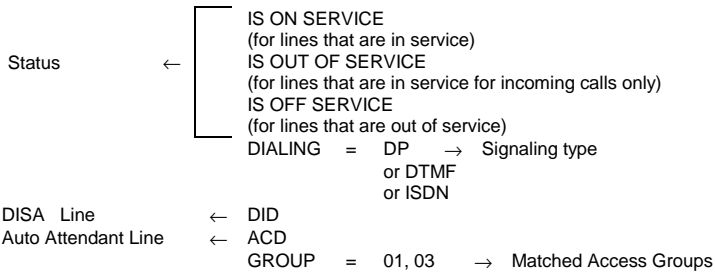 IS ON SERVICE
(for lines that are in service)
Status ← IS OUT OF SERVICE
(for lines that are in service for incoming calls only)
IS OFF SERVICE
(for lines that are out of service)
DIALING = DP → Signaling type
or DTMF
or ISDN
DISA Line ← DID
Auto Attendant Line ← ACD
GROUP = 01, 03 → Matched Access Groups